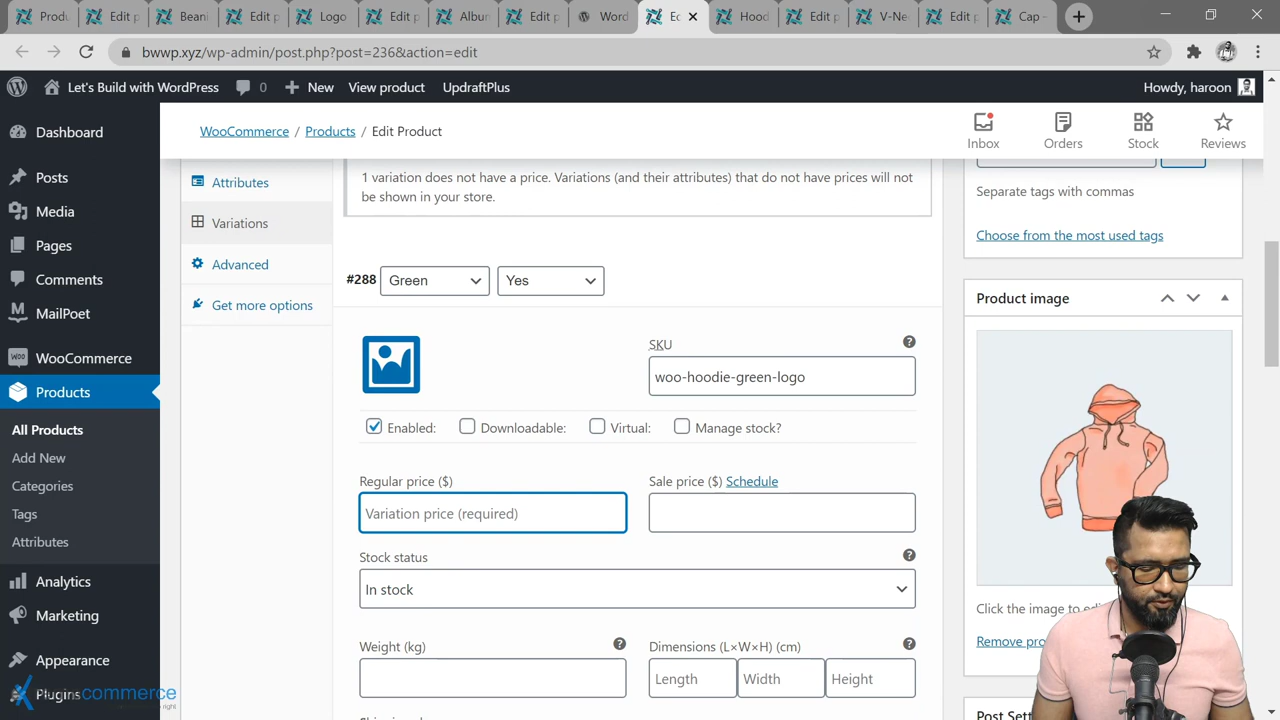 Produ
Edit p
Beani
Edit p
Logo
Edit p
Albur
Edit p
Word
Ec
Hood
Edit p
V-Ne
Edit p
Cap -
bwwp.xyz/wp-admin/post.php?post=236&action=edit
Let's Build with WordPress 0 New View product UpdraftPlus Howdy, haroon
WooCommerce / Products / Edit Product
Inbox Orders Stock Reviews
Dashboard
Posts
Media
Pages
Comments
MailPoet
WooCommerce
Products
All Products
Add New
Categories
Tags
Attributes
Analytics
Marketing
Appearance
Plugins
commerce
Attributes
Variations
Advanced
Get more options
1 variation does not have a price. Variations (and their attributes) that do not have prices will not
be shown in your store.
#288 Green Yes
SKU
woo-hoodie-green-logo
Enabled: Downloadable: Virtual: Manage stock?
Regular price ($)
Variation price (required)
Sale price ($) Schedule
Stock status
In stock
Weight (kg)
Dimensions (L×W×H) (cm)
Length Width Height
Separate tags with commas
Choose from the most used tags
Product image
Click the image to
Remove
Post